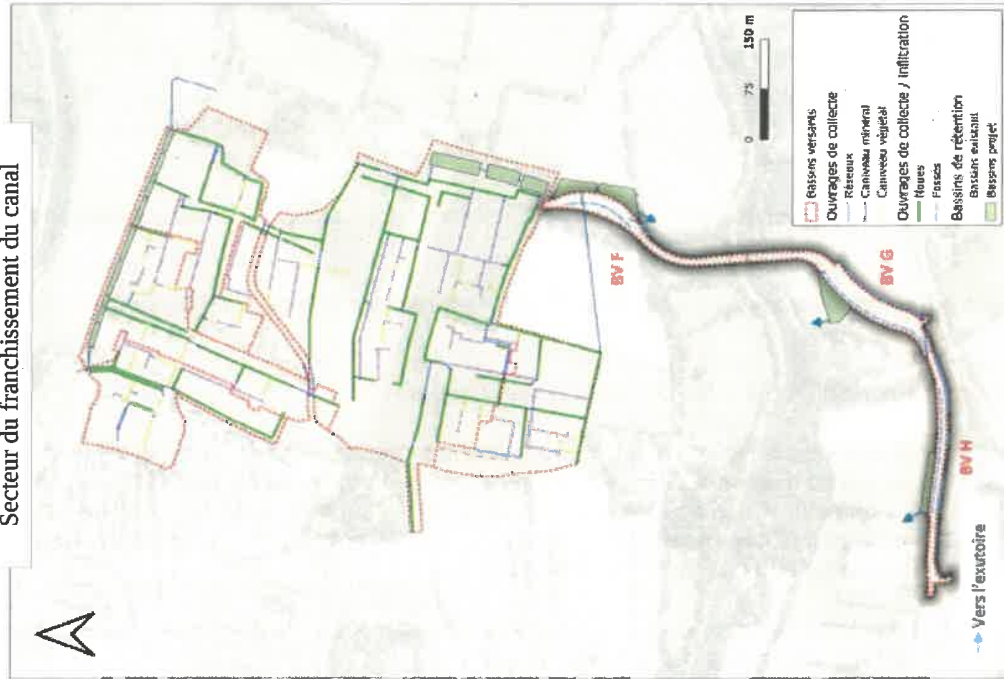 Secteur du franchissement du canal
0 75 150 m
BV F
BV G
BV H
Vers l'exutoire
Bassins versants
Ouvrages de collecte
Réseaux
Caniveau minéral
Caniveau végétal
Ouvrages de collecte / infiltration
Noues
Fossés
Bassins de rétention
Bassins existant
Bassins projet